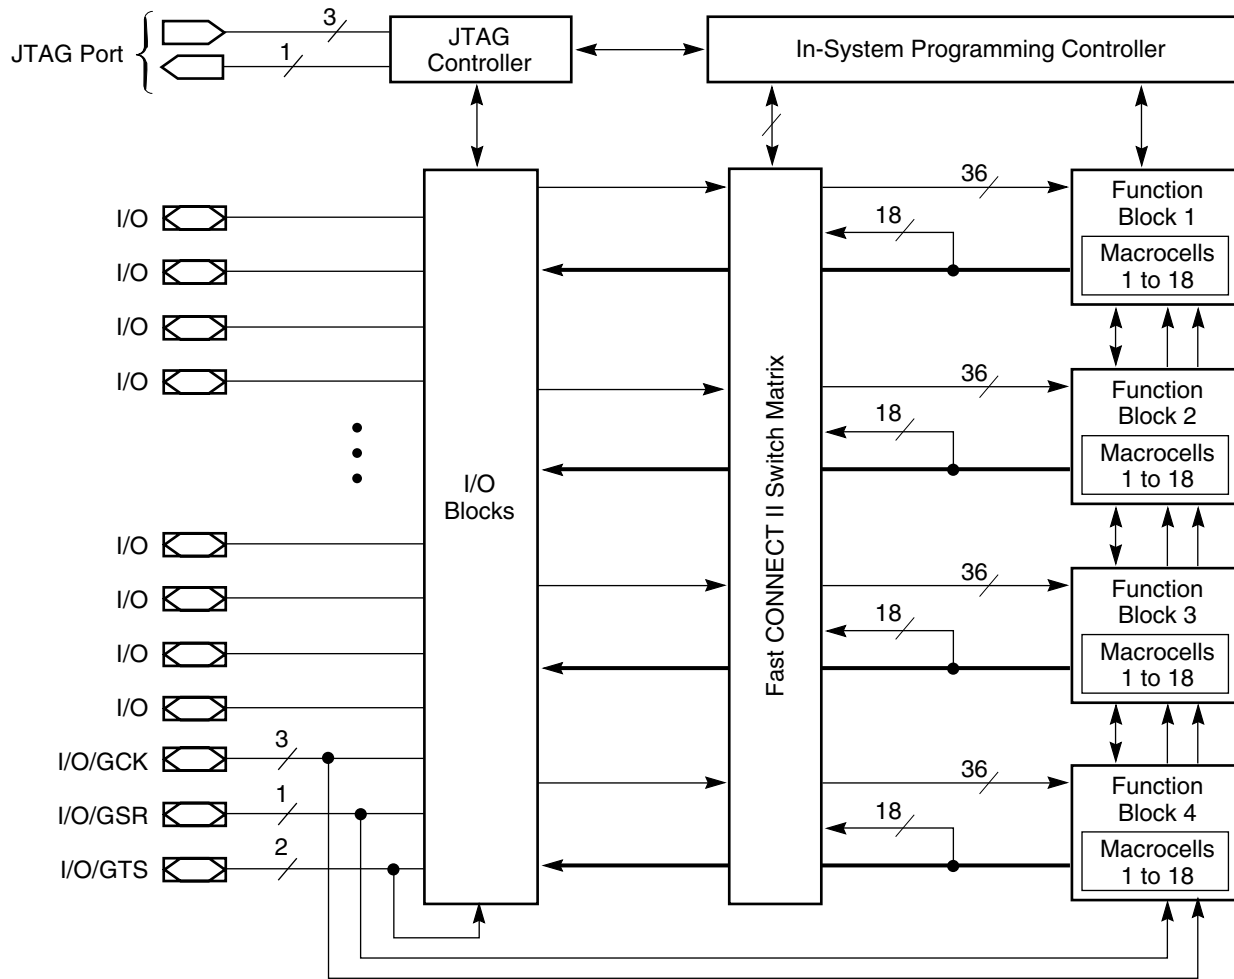 JTAG Port
3
1
JTAG
Controller
In-System Programming Controller
I/O
I/O
I/O
I/O
I/O
I/O
I/O
I/O
I/O/GCK
3
I/O/GSR
1
I/O/GTS
2
I/O
Blocks
Fast CONNECT II Switch Matrix
36
18
Function
Block 1
Macrocells
1 to 18
36
18
Function
Block 2
Macrocells
1 to 18
36
18
Function
Block 3
Macrocells
1 to 18
36
18
Function
Block 4
Macrocells
1 to 18